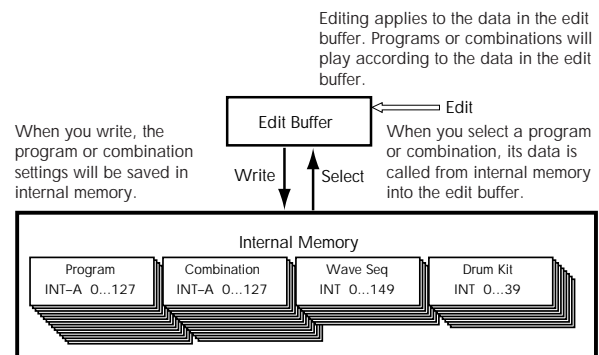 Editing applies to the data in the edit
buffer. Programs or combinations will
play according to the data in the edit
buffer.
Edit Buffer
Edit
When you write, the
program or combination
settings will be saved in
internal memory.
Write
Select
When you select a program
or combination, its data is
called from internal memory
into the edit buffer.
Internal Memory
Program
INT–A 0...127
Combination
INT–A 0...127
Wave Seq
INT 0...149
Drum Kit
INT 0...39